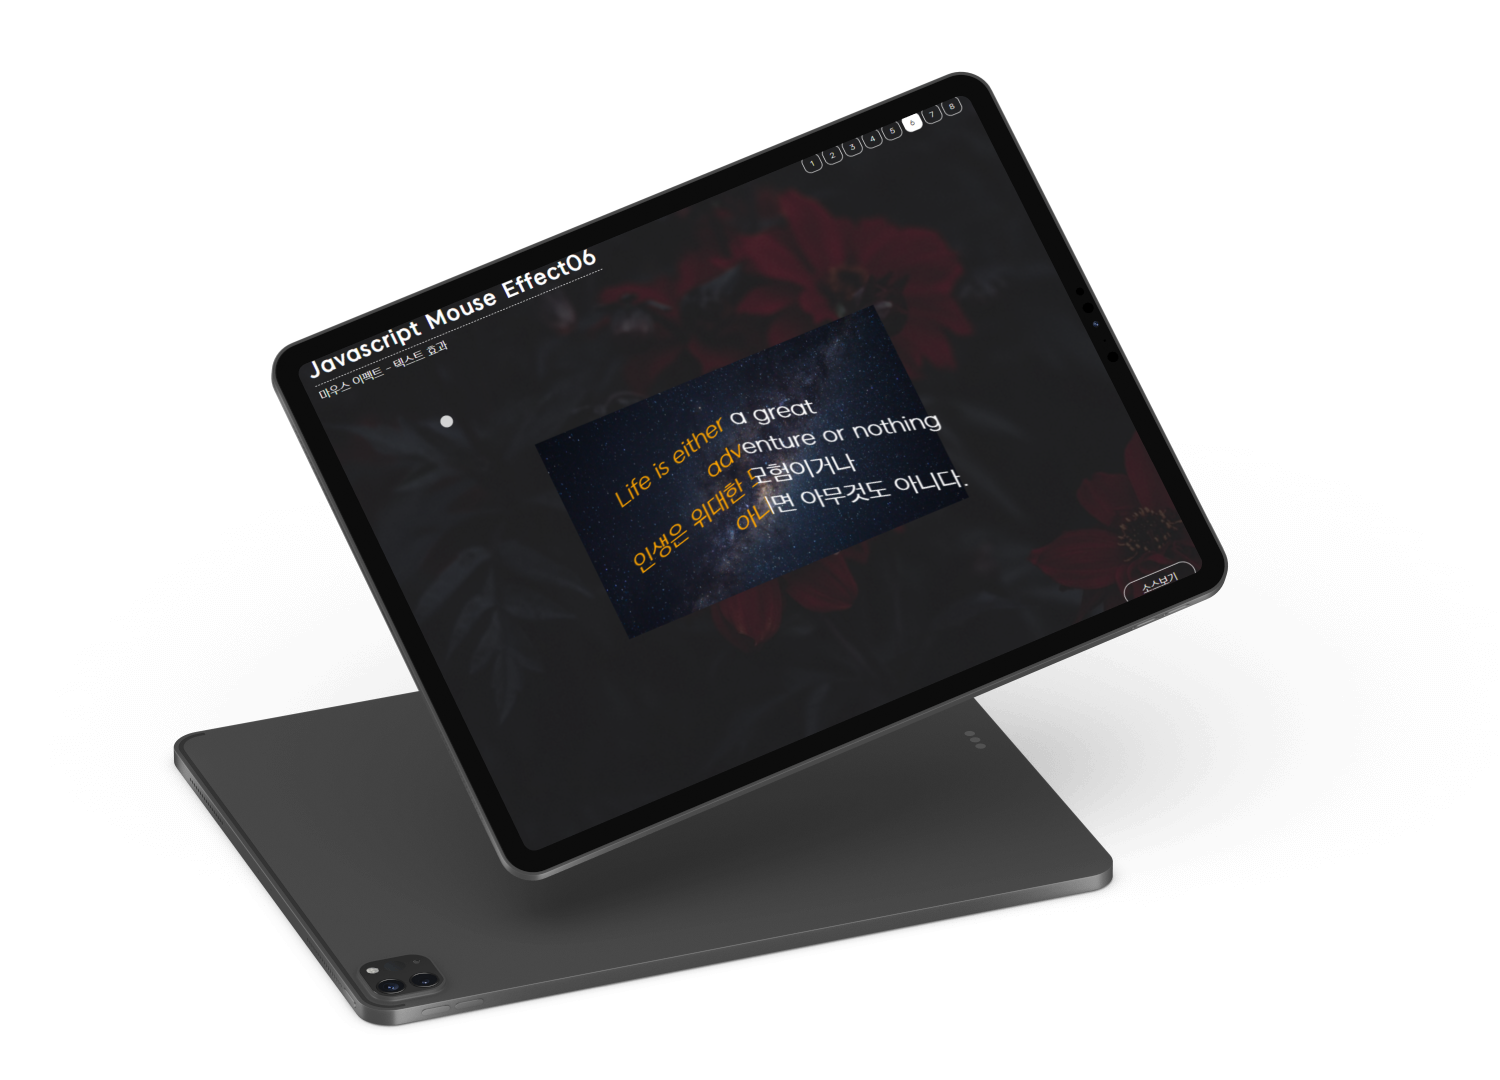 Javascript Mouse Effect06
마우스 이펙트 - 텍스트 효과
1 2 3 4 5 6 7 8
Life is either a great
adventure or nothing
인생은 위대한 모험이거나
아니면 아무것도 아니다.
소스보기